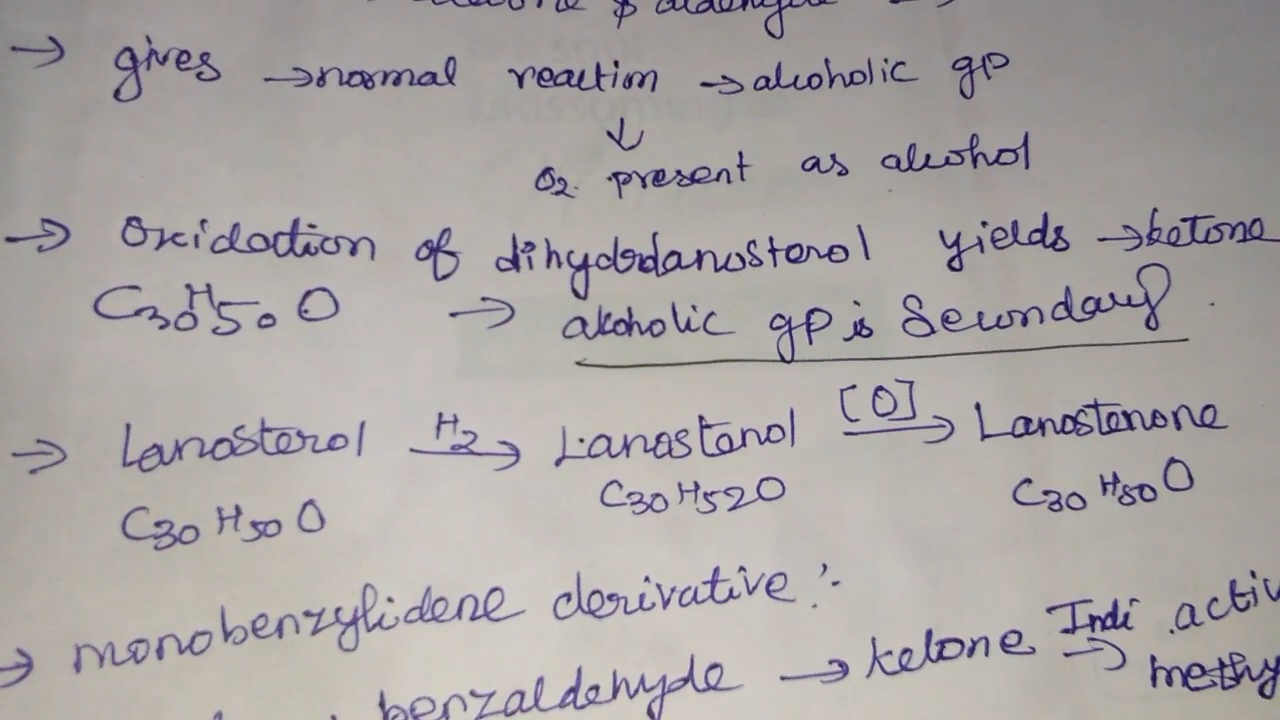 & aldehyde →
→ gives → normal reaction → alcoholic gp
↓
O2 present as alcohol
→ Oxidation of dihydrolanosterol yields → ketone
C30H50O → alcoholic gp is Secondary.
→ Lanosterol H2→ Lanostanol [O]→ Lanostenone
C30H50O C30H52O C30H50O
→ monobenzylidene derivative :-
benzaldehyde → ketone Indi→ activ
methy